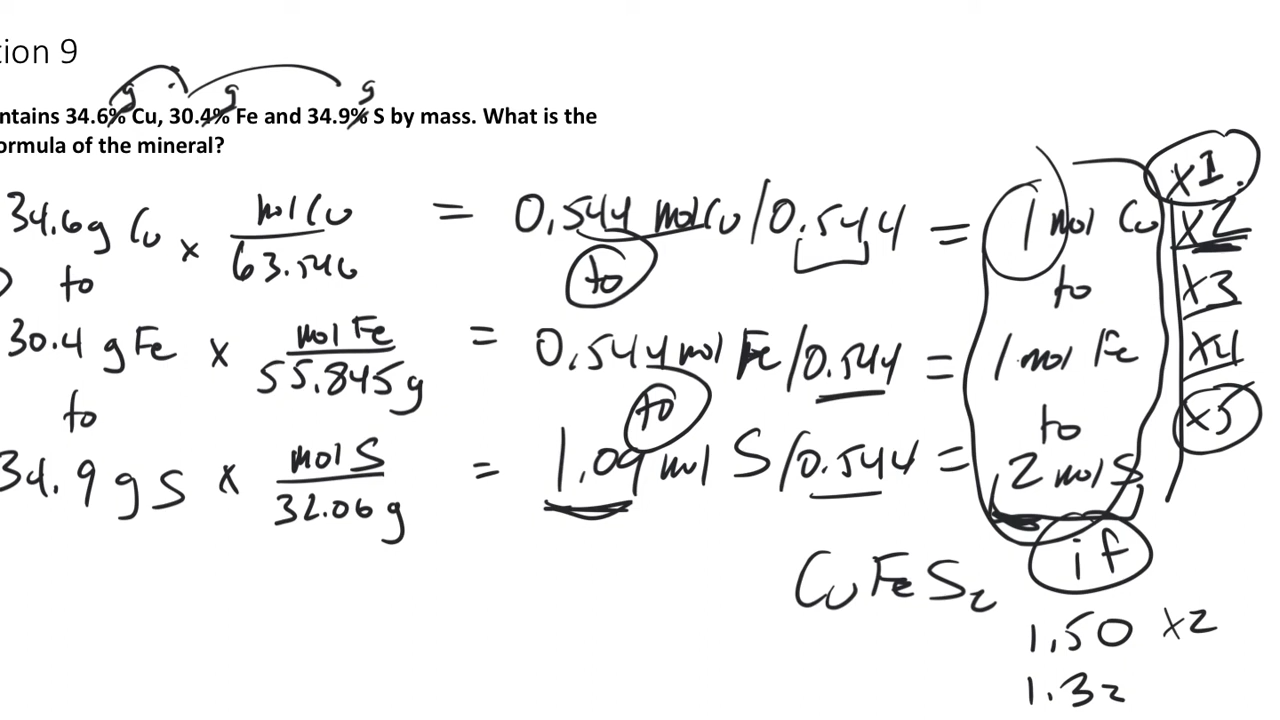 tion 9
g g g
ntains 34.6% Cu, 30.4% Fe and 34.9% S by mass. What is the
ormula of the mineral?
34.6g Cu x mol Cu / 63.546 = 0.544 mol Cu/0.544 = 1 mol Cu
to to to
30.4 g Fe x mol Fe / 55.845g = 0.544 mol Fe/0.544 = 1 mol Fe
to to to
34.9 g S x mol S / 32.06g = 1.09 mol S/0.544 = 2 mol S
x1.
x2
x3
x4
x5
CuFeS2
if
1.50 x2
1.32